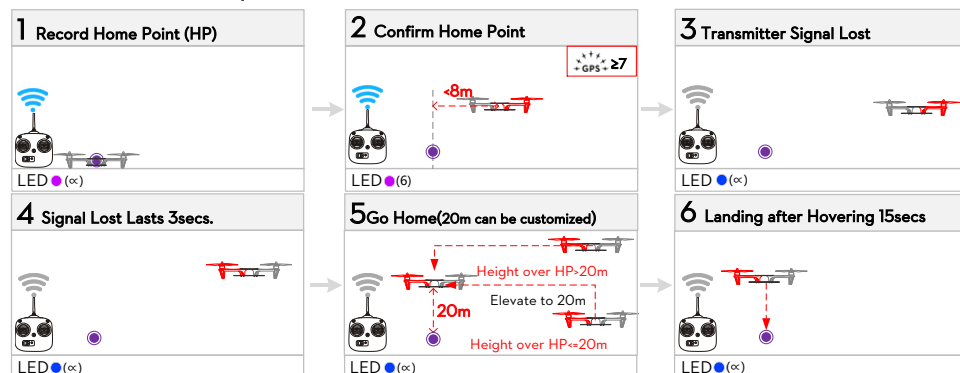 1 Record Home Point (HP)
LED (∝)
2 Confirm Home Point
GPS ≥7
<8m
LED (6)
3 Transmitter Signal Lost
LED (∝)
4 Signal Lost Lasts 3secs.
LED (∝)
5Go Home(20m can be customized)
Height over HP>20m
Elevate to 20m
20m
Height over HP<=20m
LED (∝)
6 Landing after Hovering 15secs
LED (∝)